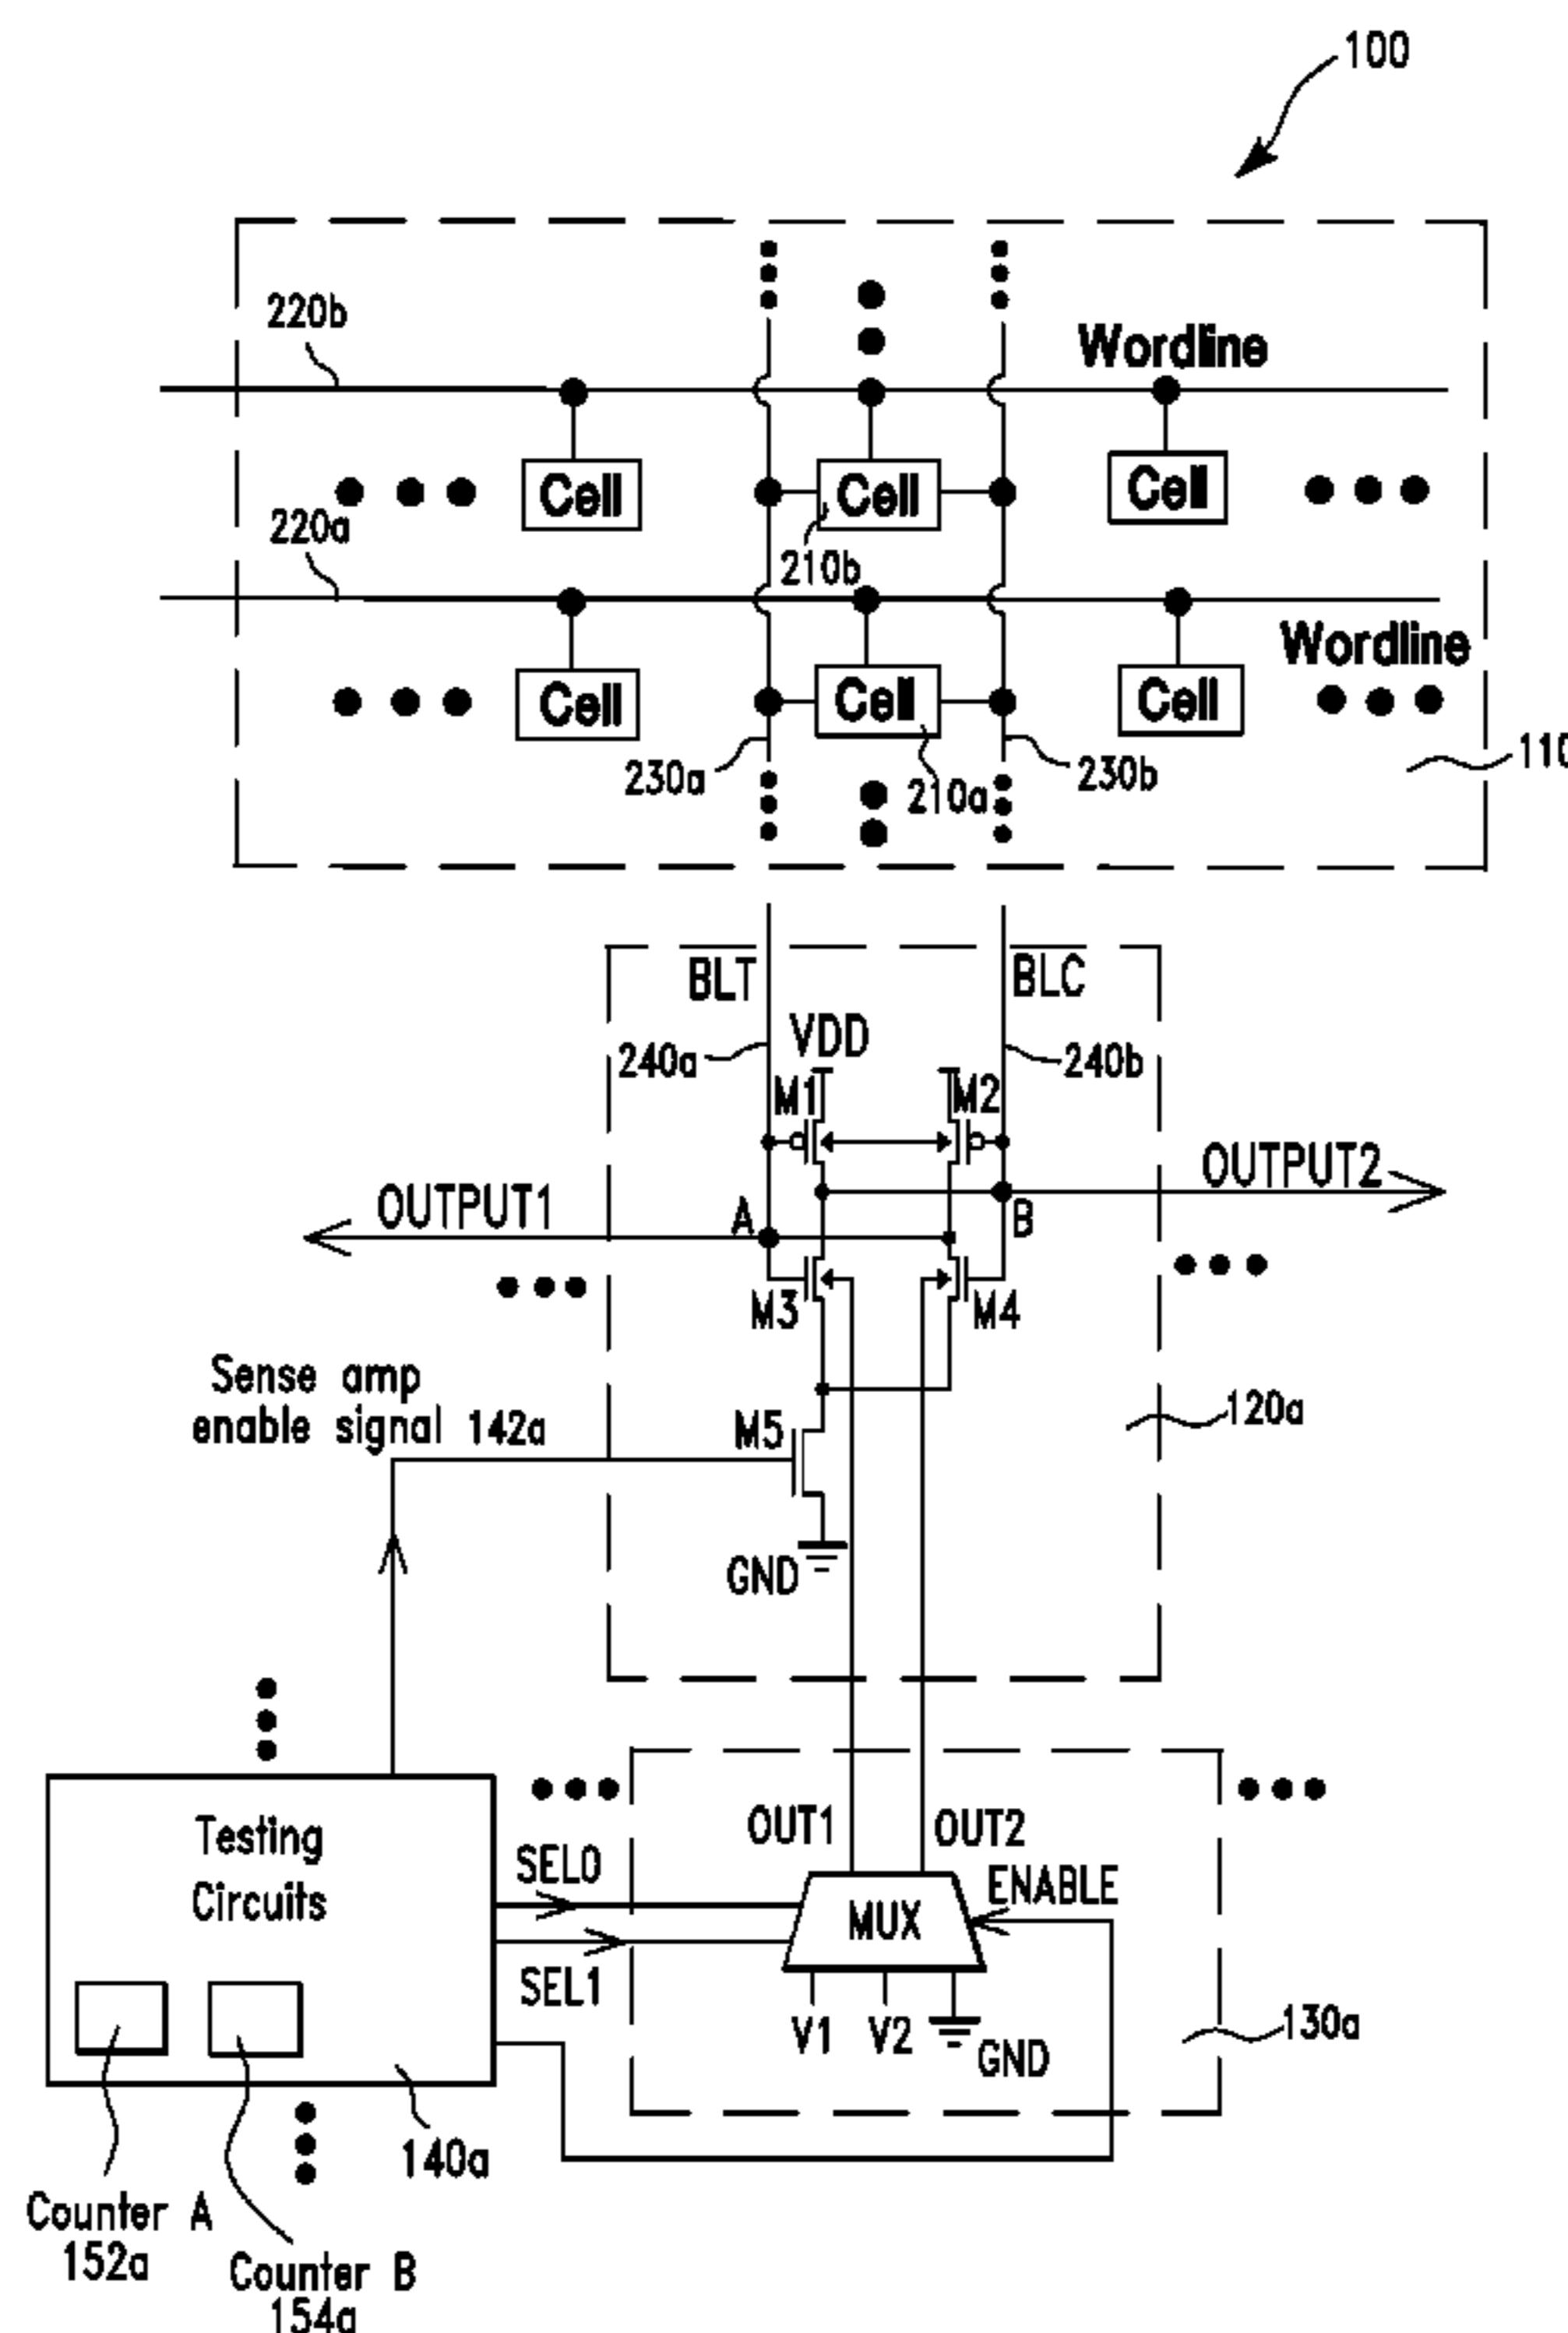 100
220b
Wordline
Cell
Cell
Cell
220a
210b
Wordline
Cell
Cell
Cell
230a
210a
230b
110
BLT
BLC
VDD
240a
240b
M1
M2
OUTPUT1
OUTPUT2
A
B
M3
M4
Sense amp
enable signal 142a
M5
120a
GND
Testing
Circuits
OUT1
OUT2
SEL0
ENABLE
MUX
SEL1
V1
V2
GND
130a
140a
Counter A
152a
Counter B
154a